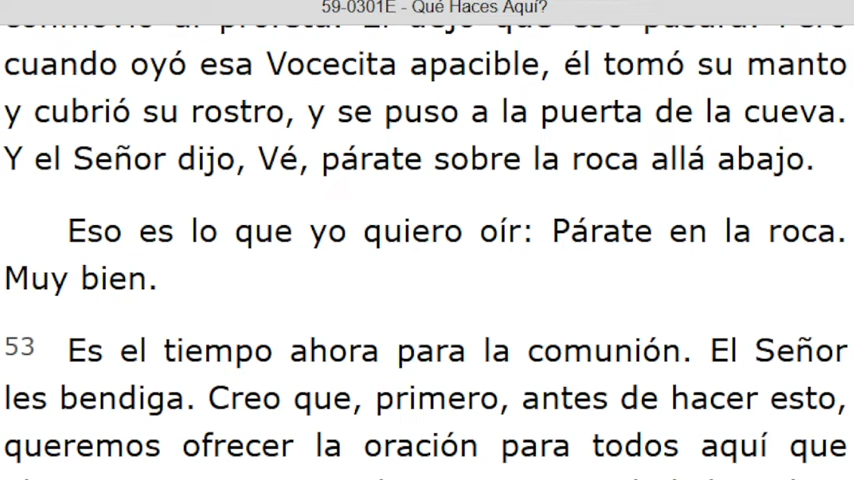 59-0301E - Qué Haces Aquí?
cuando oyó esa Vocecita apacible, él tomó su manto
y cubrió su rostro, y se puso a la puerta de la cueva.
Y el Señor dijo, Vé, párate sobre la roca allá abajo.
Eso es lo que yo quiero oír: Párate en la roca.
Muy bien.
53 Es el tiempo ahora para la comunión. El Señor
les bendiga. Creo que, primero, antes de hacer esto,
queremos ofrecer la oración para todos aquí que